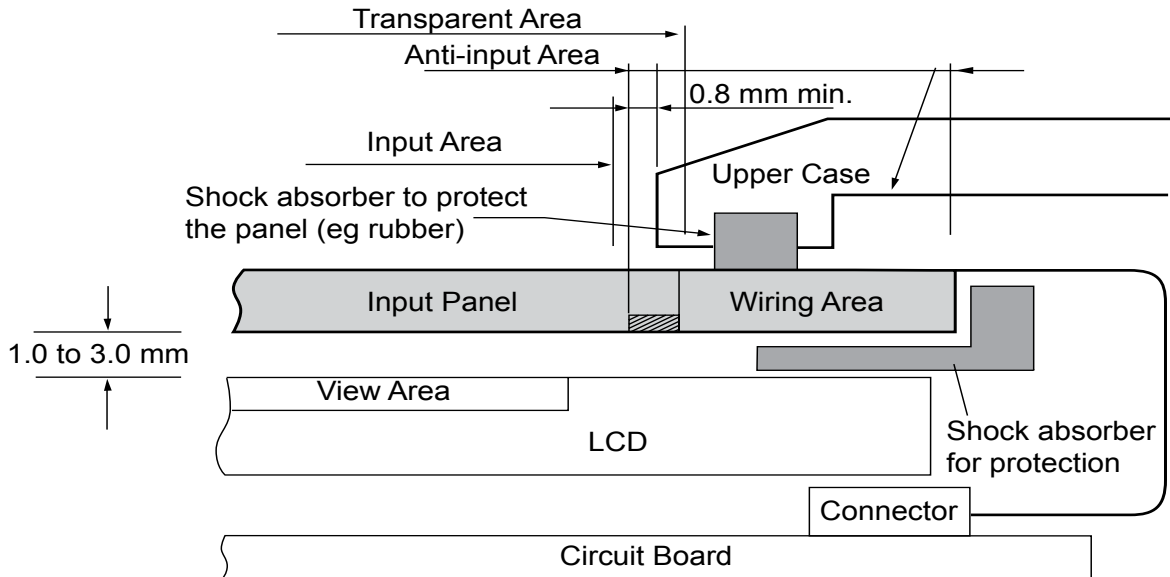 Transparent Area
Anti-input Area
0.8 mm min.
Input Area
Upper Case
Shock absorber to protect
the panel (eg rubber)
Input Panel
Wiring Area
1.0 to 3.0 mm
View Area
LCD
Shock absorber
for protection
Connector
Circuit Board